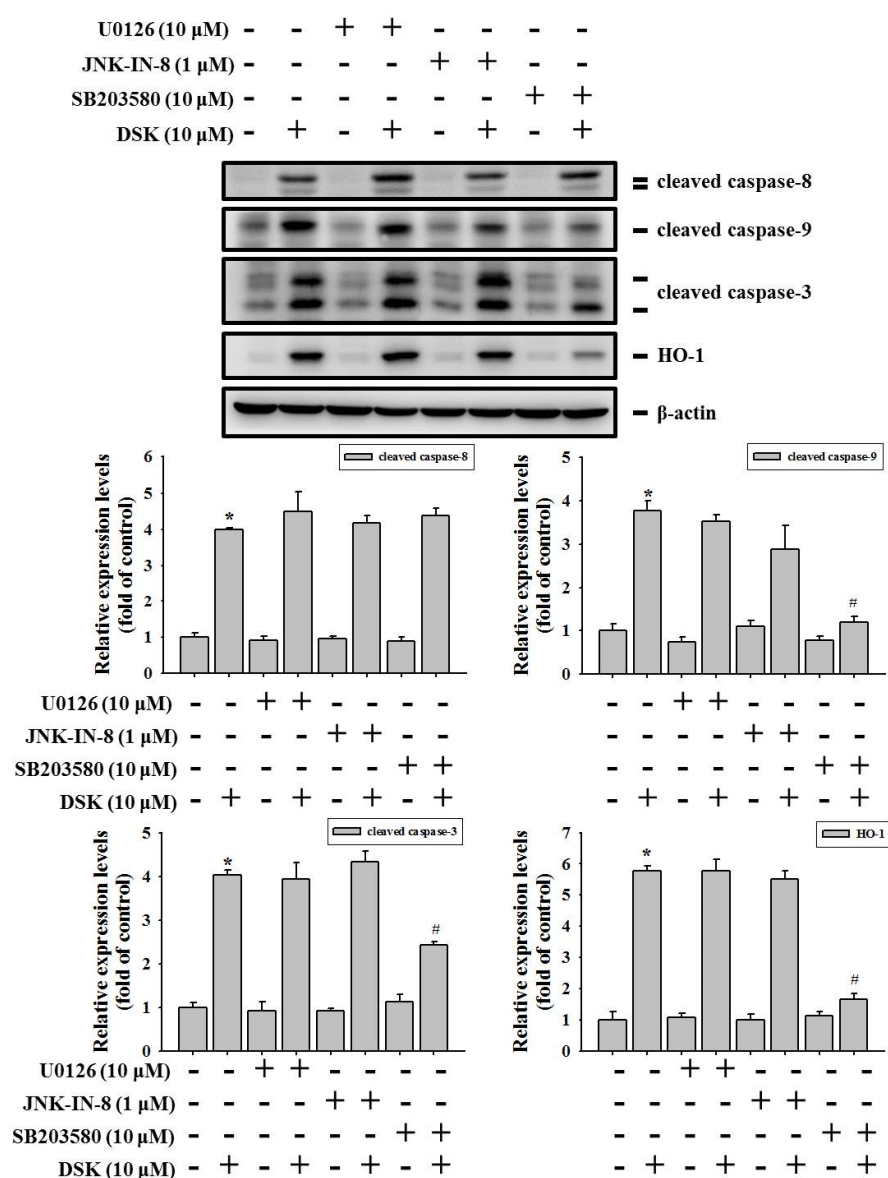 U0126 (10 μM) - - + + - - - -
JNK-IN-8 (1 μM) - - - - + + - -
SB203580 (10 μM) - - - - - - + +
DSK (10 μM) - + - + - + - +
cleaved caspase-8
cleaved caspase-9
cleaved caspase-3
HO-1
β-actin
Relative expression levels
(fold of control)
6
5
4
3
2
1
0
cleaved caspase-8
*
U0126 (10 μM) - - + + - - - -
JNK-IN-8 (1 μM) - - - - + + - -
SB203580 (10 μM) - - - - - - + +
DSK (10 μM) - + - + - + - +
Relative expression levels
(fold of control)
5
4
3
2
1
0
cleaved caspase-9
*
#
- - + + - - - -
- - - - + + - -
- - - - - - + +
- + - + - + - +
Relative expression levels
(fold of control)
5
4
3
2
1
0
cleaved caspase-3
*
#
U0126 (10 μM) - - + + - - - -
JNK-IN-8 (1 μM) - - - - + + - -
SB203580 (10 μM) - - - - - - + +
DSK (10 μM) - + - + - + - +
Relative expression levels
(fold of control)
7
6
5
4
3
2
1
0
HO-1
*
#
- - + + - - - -
- - - - + + - -
- - - - - - + +
- + - + - + - +